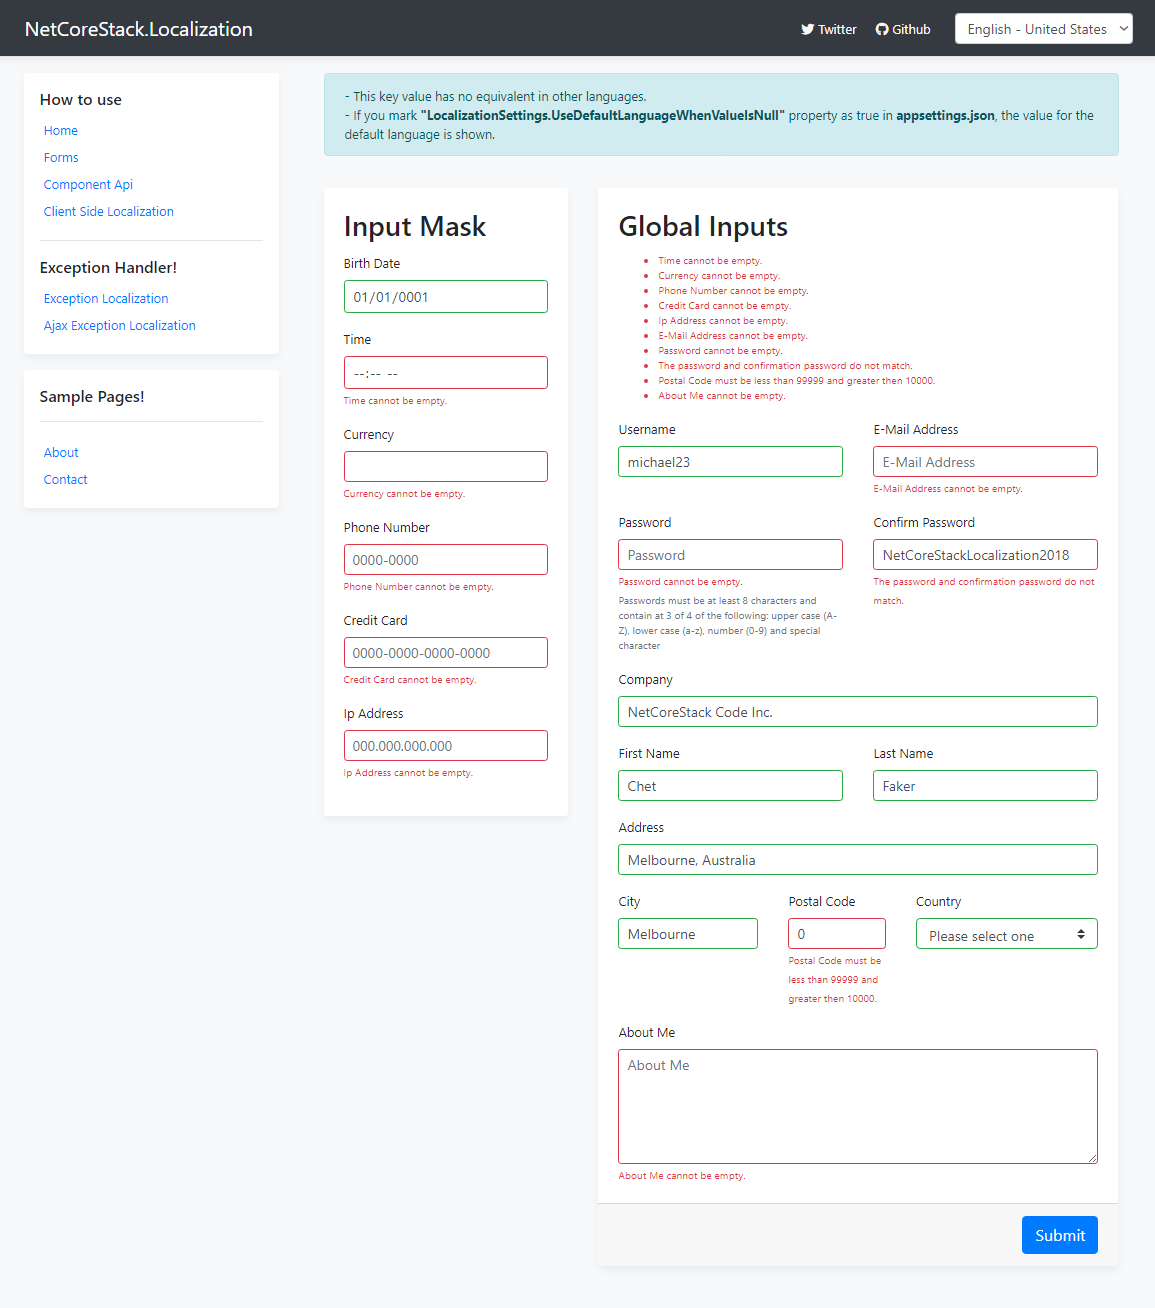 NetCoreStack.Localization
Twitter
Github
English - United States
How to use
Home
Forms
Component Api
Client Side Localization
Exception Handler!
Exception Localization
Ajax Exception Localization
Sample Pages!
About
Contact
- This key value has no equivalent in other languages.
- If you mark "LocalizationSettings.UseDefaultLanguageWhenValueIsNull" property as true in appsettings.json, the value for the
default language is shown.
Input Mask
Birth Date
01/01/0001
Time
--:-- --
Time cannot be empty.
Currency
Currency cannot be empty.
Phone Number
0000-0000
Phone Number cannot be empty.
Credit Card
0000-0000-0000-0000
Credit Card cannot be empty.
Ip Address
000.000.000.000
Ip Address cannot be empty.
Global Inputs
• Time cannot be empty.
• Currency cannot be empty.
• Phone Number cannot be empty.
• Credit Card cannot be empty.
• Ip Address cannot be empty.
• E-Mail Address cannot be empty.
• Password cannot be empty.
• The password and confirmation password do not match.
• Postal Code must be less than 99999 and greater then 10000.
• About Me cannot be empty.
Username
michael23
E-Mail Address
E-Mail Address
E-Mail Address cannot be empty.
Password
Password
Password cannot be empty.
Passwords must be at least 8 characters and
contain at 3 of 4 of the following: upper case (A-
Z), lower case (a-z), number (0-9) and special
character
Confirm Password
NetCoreStackLocalization2018
The password and confirmation password do not
match.
Company
NetCoreStack Code Inc.
First Name
Chet
Last Name
Faker
Address
Melbourne, Australia
City
Melbourne
Postal Code
0
Postal Code must be
less than 99999 and
greater then 10000.
Country
Please select one
About Me
About Me
About Me cannot be empty.
Submit